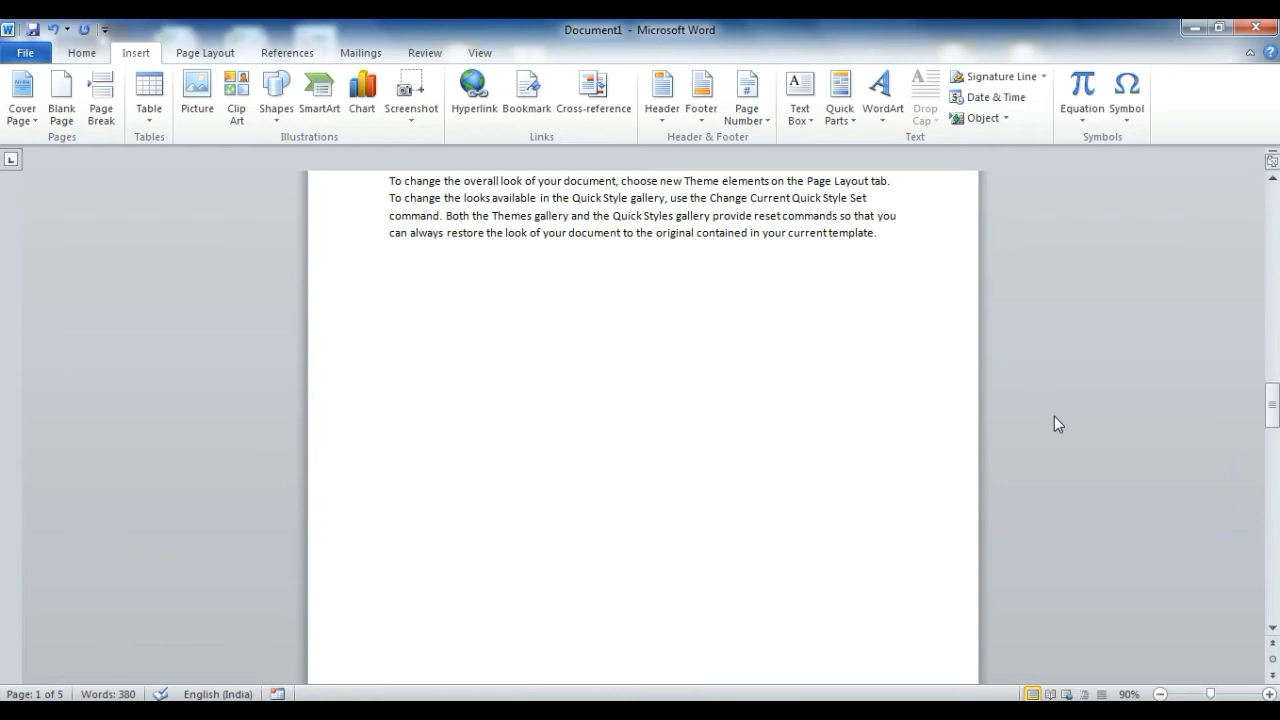 Document1 - Microsoft Word
File Home Insert Page Layout References Mailings Review View
Cover Page
Blank Page
Page Break
Table
Picture
Clip Art
Shapes
SmartArt
Chart
Screenshot
Hyperlink
Bookmark
Cross-reference
Header
Footer
Page Number
Text Box
Quick Parts
WordArt
Drop Cap
Signature Line
Date & Time
Object
Equation
Symbol
Pages Tables Illustrations Links Header & Footer Text Symbols
To change the overall look of your document, choose new Theme elements on the Page Layout tab.
To change the looks available in the Quick Style gallery, use the Change Current Quick Style Set
command. Both the Themes gallery and the Quick Styles gallery provide reset commands so that you
can always restore the look of your document to the original contained in your current template.
Page: 1 of 5 Words: 380 English (India) 90%